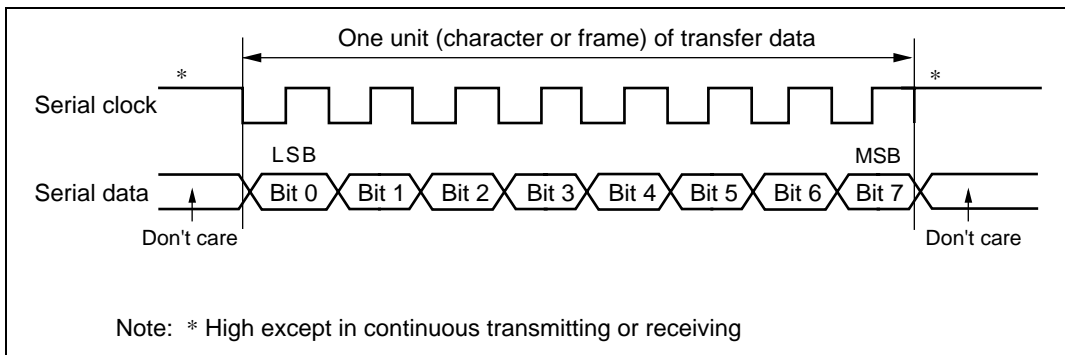 One unit (character or frame) of transfer data
* *
Serial clock
LSB MSB
Serial data Bit 0 Bit 1 Bit 2 Bit 3 Bit 4 Bit 5 Bit 6 Bit 7
Don't care Don't care
Note: * High except in continuous transmitting or receiving